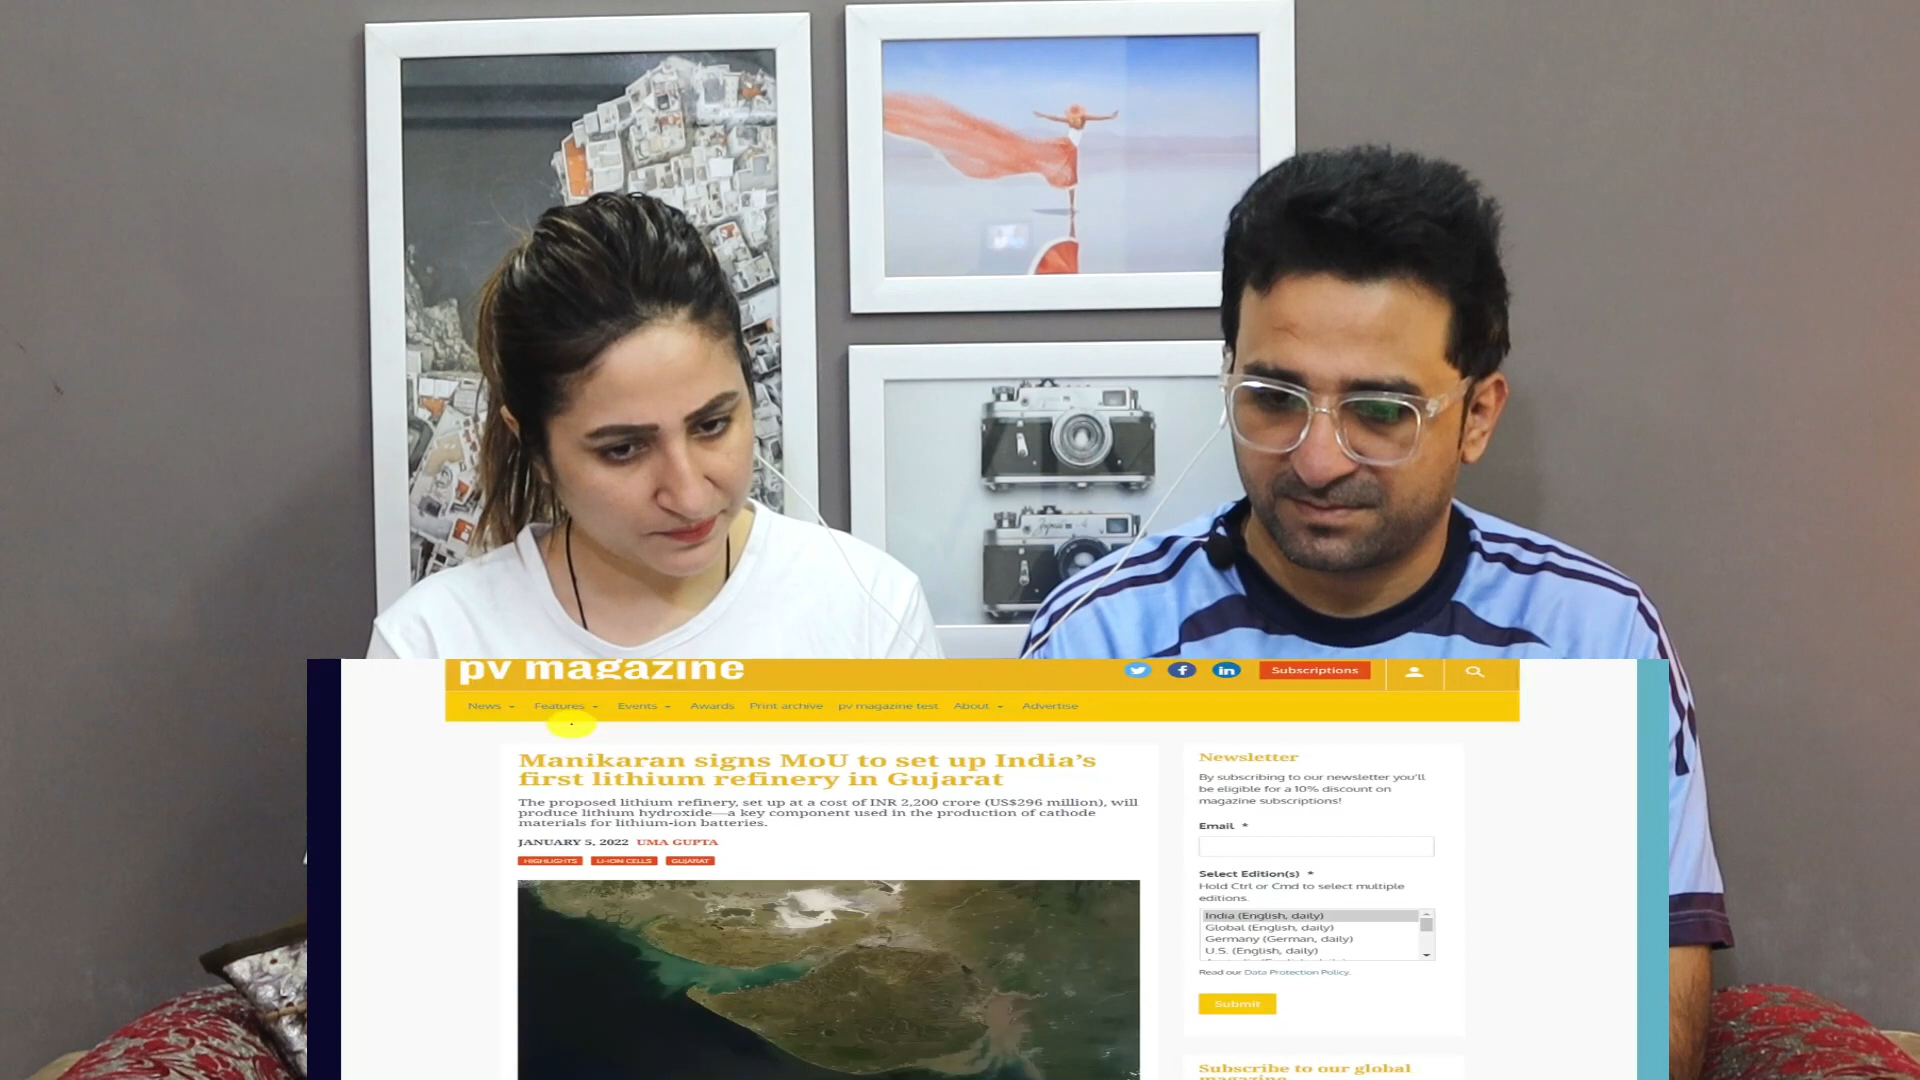 pv magazine
Subscriptions
News Features Events Awards Print archive pv magazine test About Advertise
Manikaran signs MoU to set up India's
first lithium refinery in Gujarat
The proposed lithium refinery, set up at a cost of INR 2,200 crore (US$296 million), will
produce lithium hydroxide—a key component used in the production of cathode
materials for lithium-ion batteries.
JANUARY 5, 2022 UMA GUPTA
HIGHLIGHTS LI-ION CELLS GUJARAT
Newsletter
By subscribing to our newsletter you'll
be eligible for a 10% discount on
magazine subscriptions!
Email *
Select Edition(s) *
Hold Ctrl or Cmd to select multiple
editions.
India (English, daily)
Global (English, daily)
Germany (German, daily)
U.S. (English, daily)
Read our Data Protection Policy.
Submit
Subscribe to our global
magazine